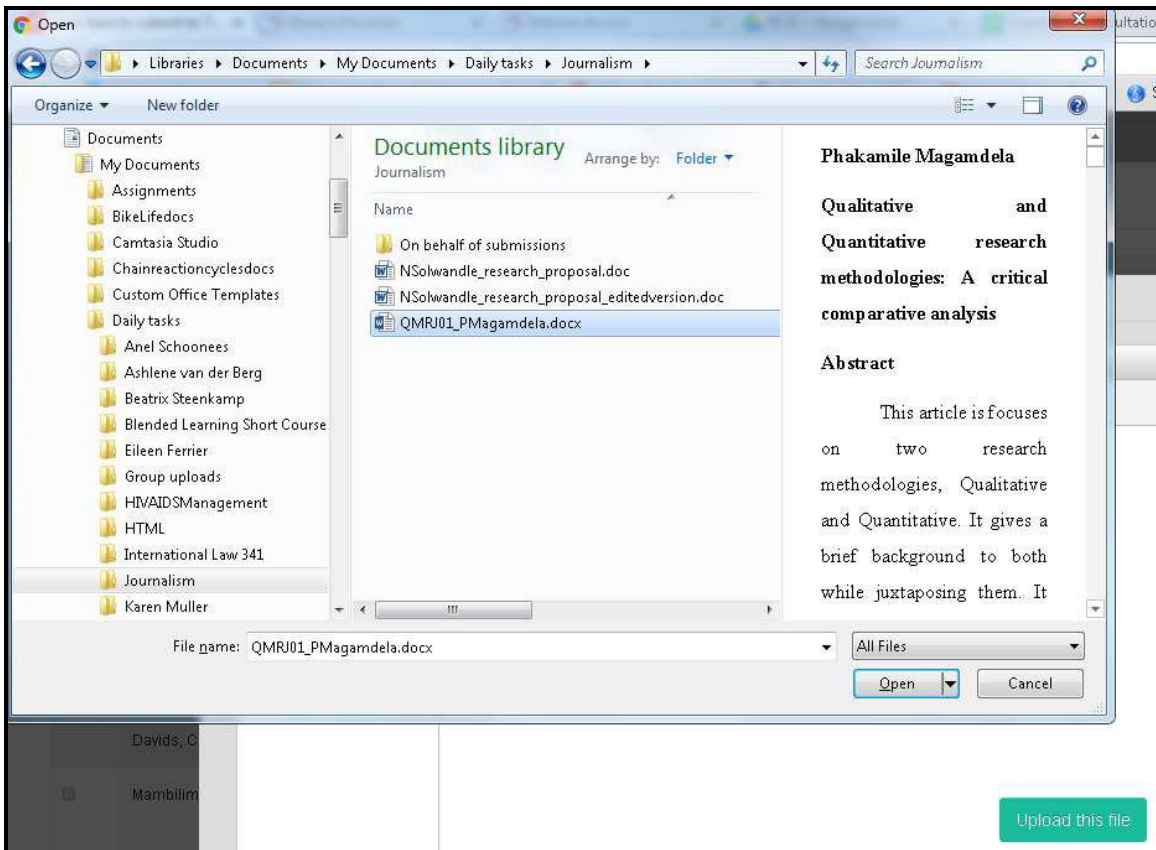 Open
ultatio
Libraries ▸ Documents ▸ My Documents ▸ Daily tasks ▸ Journalism ▸
Search Journalism
Organize
New folder
Documents
My Documents
Assignments
BikeLifedocs
Camtasia Studio
Chainreactioncyclesdocs
Custom Office Templates
Daily tasks
Anel Schoonees
Ashlene van der Berg
Beatrix Steenkamp
Blended Learning Short Course
Eileen Ferrier
Group uploads
HIVAIDSManagement
HTML
International Law 341
Journalism
Karen Muller
Documents library
Journalism
Arrange by: Folder
Name
On behalf of submissions
NSolwandle_research_proposal.doc
NSolwandle_research_proposal_editedversion.doc
QMRJ01_PMagamdela.docx
Phakamile Magamdela
Qualitative and
Quantitative research
methodologies: A critical
comparative analysis
Abstract
This article is focuses
on two research
methodologies, Qualitative
and Quantitative. It gives a
brief background to both
while juxtaposing them. It
File name: QMRJ01_PMagamdela.docx
All Files
Open
Cancel
Davids, C
Mambilim
Upload this file